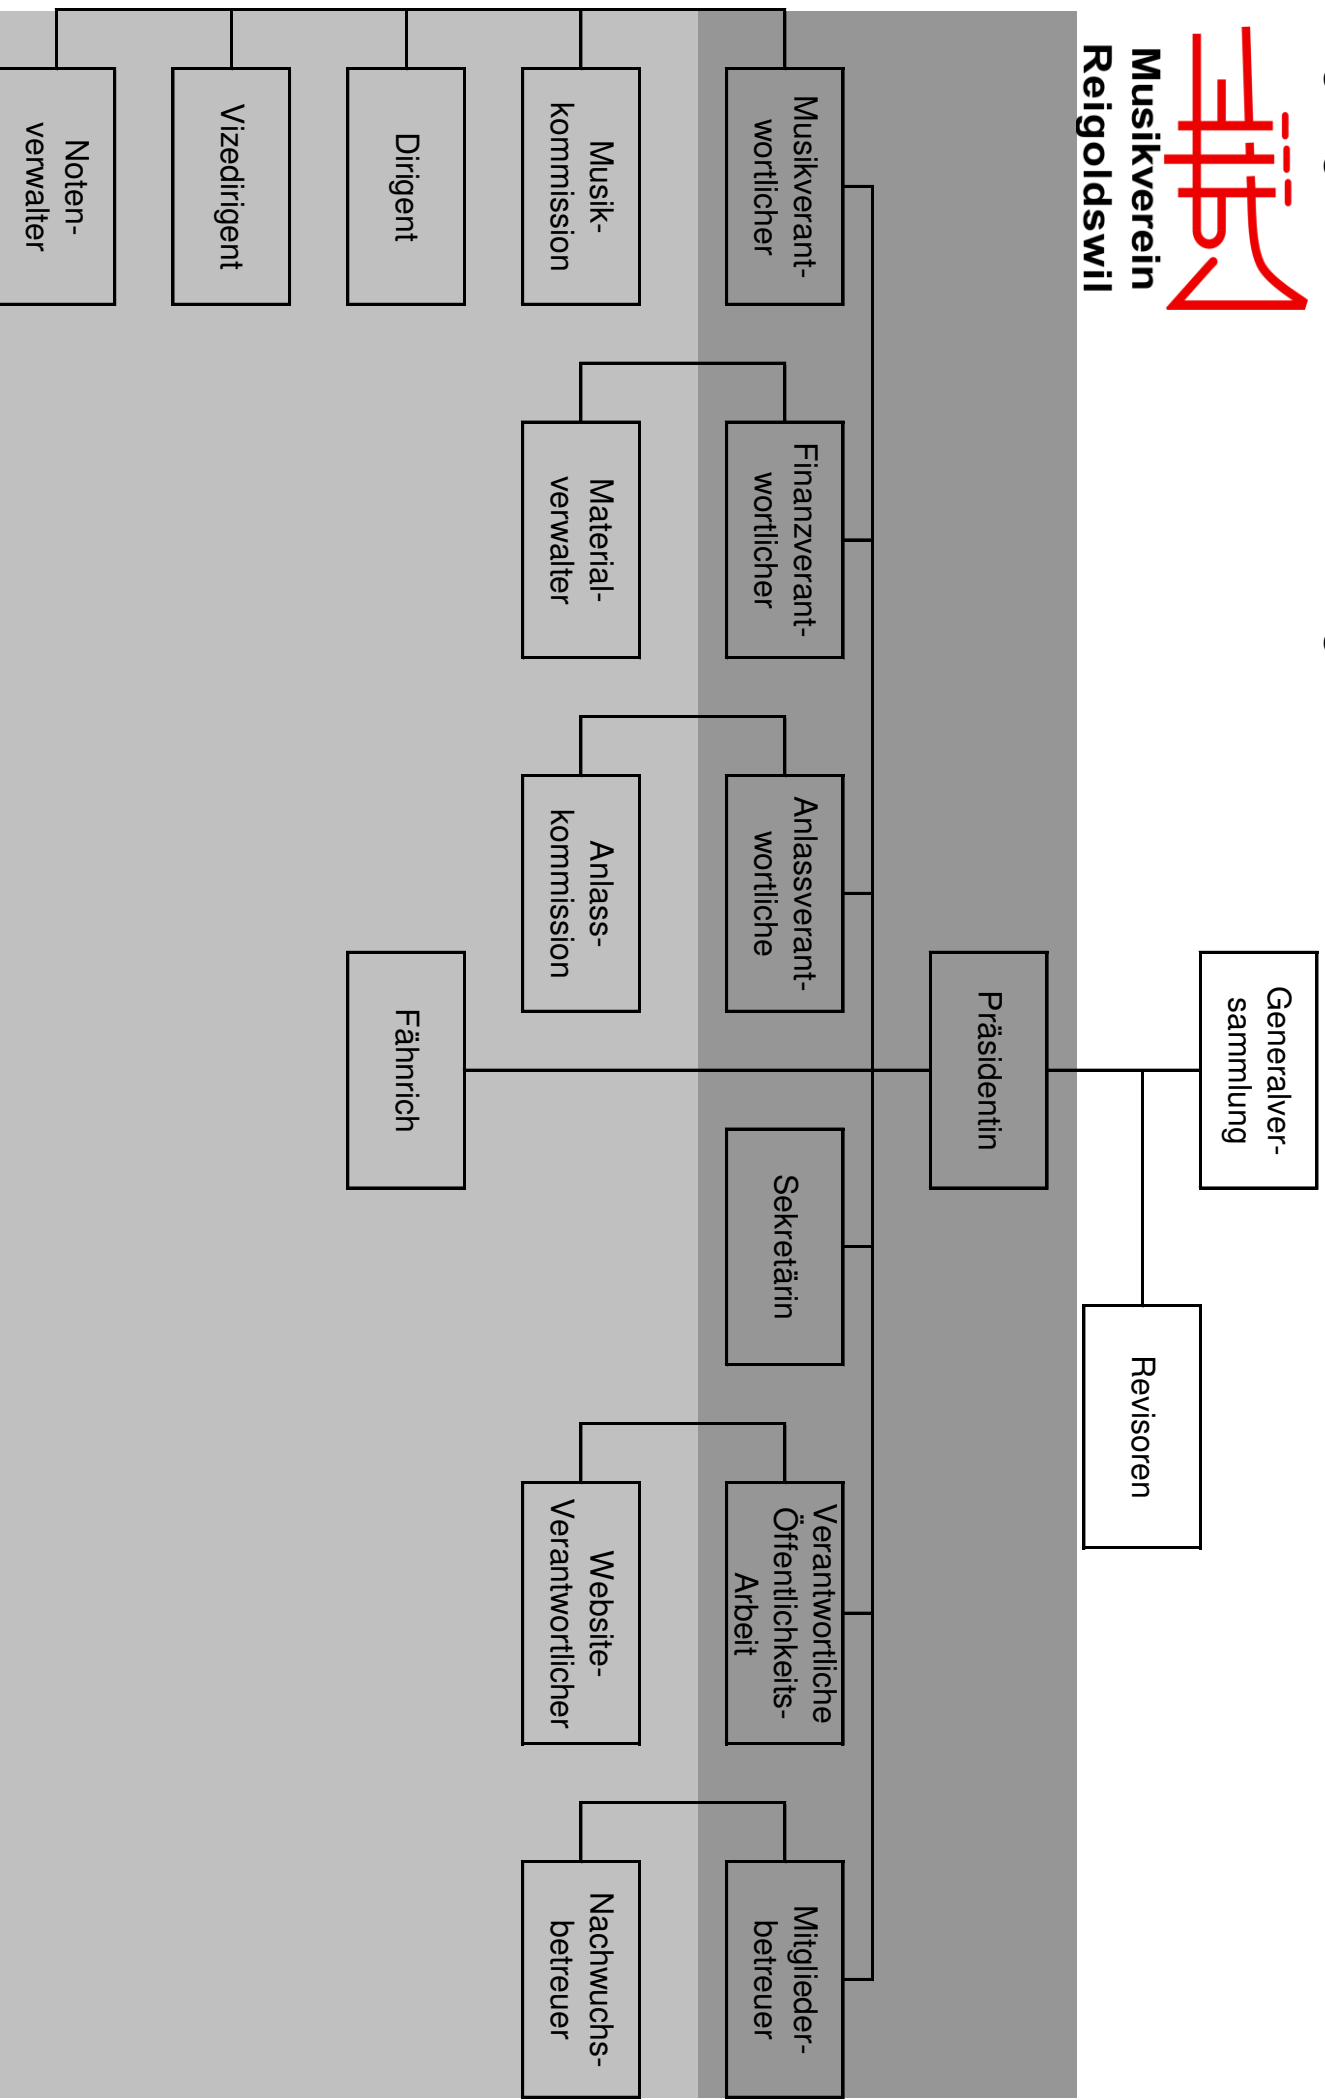 Musikverein
Reigoldswil
Generalver-
sammlung
Revisoren
Präsidentin
Musikverant-
wortlicher
Finanzverant-
wortlicher
Anlassverant-
wortliche
Sekretärin
Verantwortliche
Öffentlichkeits-
Arbeit
Mitglieder-
betreuer
Musik-
kommission
Material-
verwalter
Anlass-
kommission
Website-
Verantwortlicher
Nachwuchs-
betreuer
Dirigent
Fähnrich
Vizedirigent
Noten-
verwalter